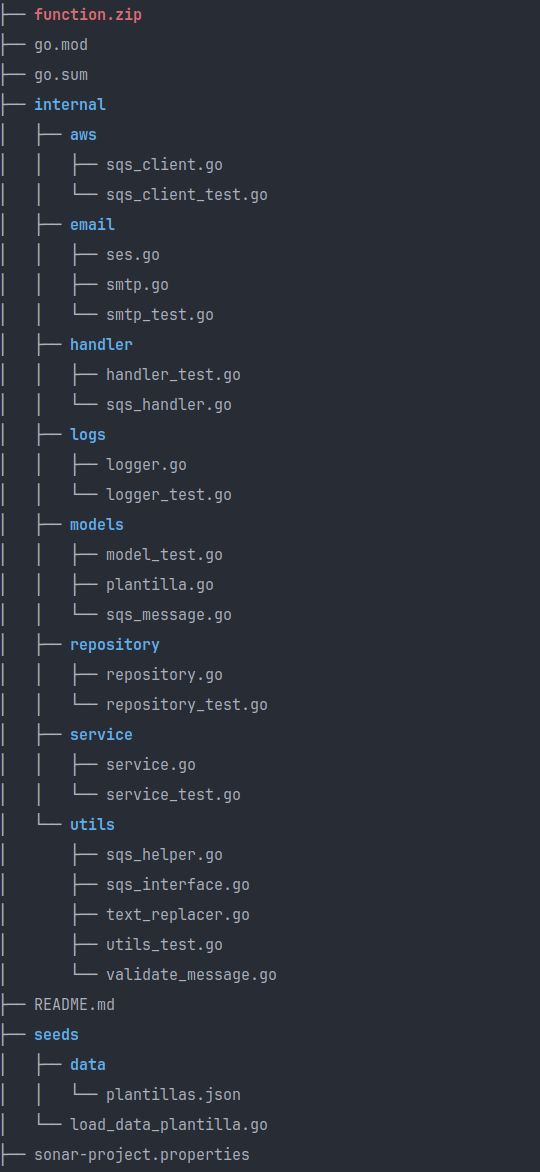 ├── function.zip
├── go.mod
├── go.sum
├── internal
│   ├── aws
│   │   ├── sqs_client.go
│   │   └── sqs_client_test.go
│   ├── email
│   │   ├── ses.go
│   │   ├── smtp.go
│   │   └── smtp_test.go
│   ├── handler
│   │   ├── handler_test.go
│   │   └── sqs_handler.go
│   ├── logs
│   │   ├── logger.go
│   │   └── logger_test.go
│   ├── models
│   │   ├── model_test.go
│   │   ├── plantilla.go
│   │   └── sqs_message.go
│   ├── repository
│   │   ├── repository.go
│   │   └── repository_test.go
│   ├── service
│   │   ├── service.go
│   │   └── service_test.go
│   └── utils
│       ├── sqs_helper.go
│       ├── sqs_interface.go
│       ├── text_replacer.go
│       ├── utils_test.go
│       └── validate_message.go
├── README.md
├── seeds
│   ├── data
│   │   └── plantillas.json
│   └── load_data_plantilla.go
├── sonar-project.properties